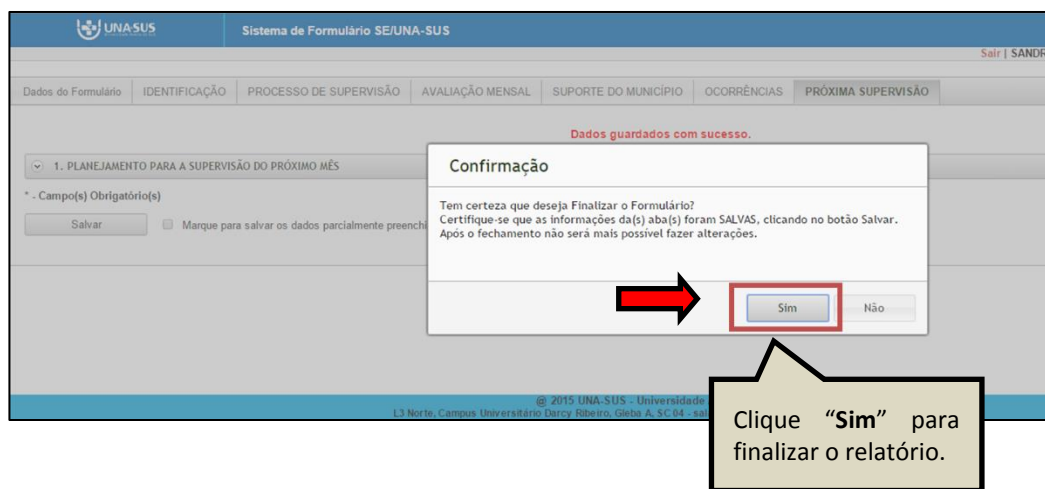 UNA-SUS
Sistema de Formulário SE/UNA-SUS
Sair | SANDR
Dados do Formulário IDENTIFICAÇÃO PROCESSO DE SUPERVISÃO AVALIAÇÃO MENSAL SUPORTE DO MUNICÍPIO OCORRÊNCIAS PRÓXIMA SUPERVISÃO
Dados guardados com sucesso.
1. PLANEJAMENTO PARA A SUPERVISÃO DO PRÓXIMO MÊS
* - Campo(s) Obrigatório(s)
Salvar Marque para salvar os dados parcialmente preenchi
Confirmação
Tem certeza que deseja Finalizar o Formulário?
Certifique-se que as informações da(s) aba(s) foram SALVAS, clicando no botão Salvar.
Após o fechamento não será mais possível fazer alterações.
Sim Não
@ 2015 UNA-SUS - Universidade
L3 Norte, Campus Universitário Darcy Ribeiro, Gleba A, SC 04 - sal
Clique “Sim” para
finalizar o relatório.